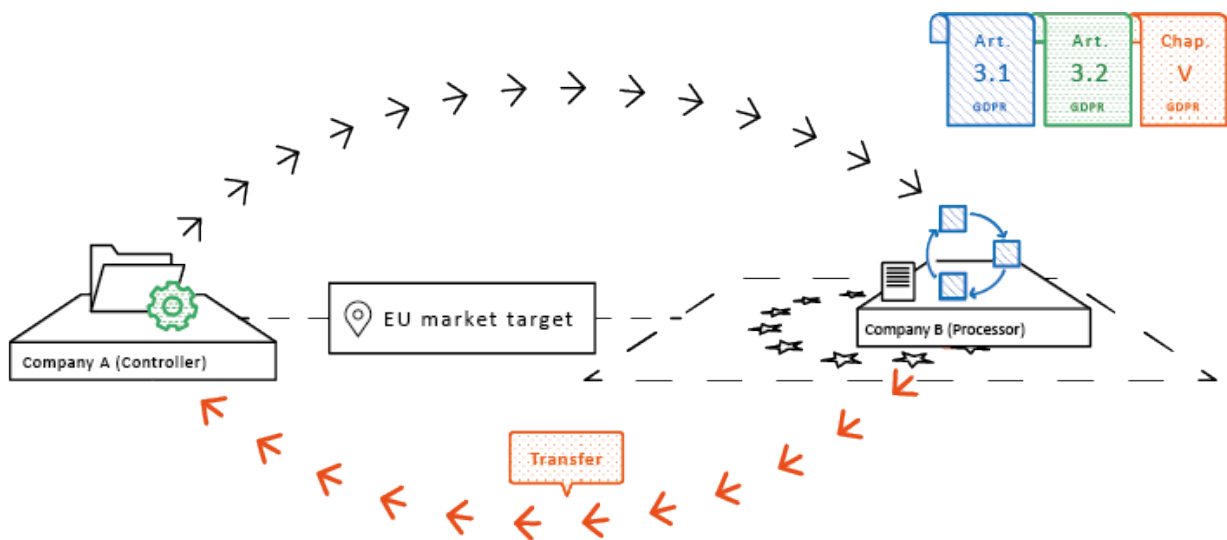 Art.
3.1
GDPR
Art.
3.2
GDPR
Chap.
V
GDPR
EU market target
Company A (Controller)
Company B (Processor)
Transfer